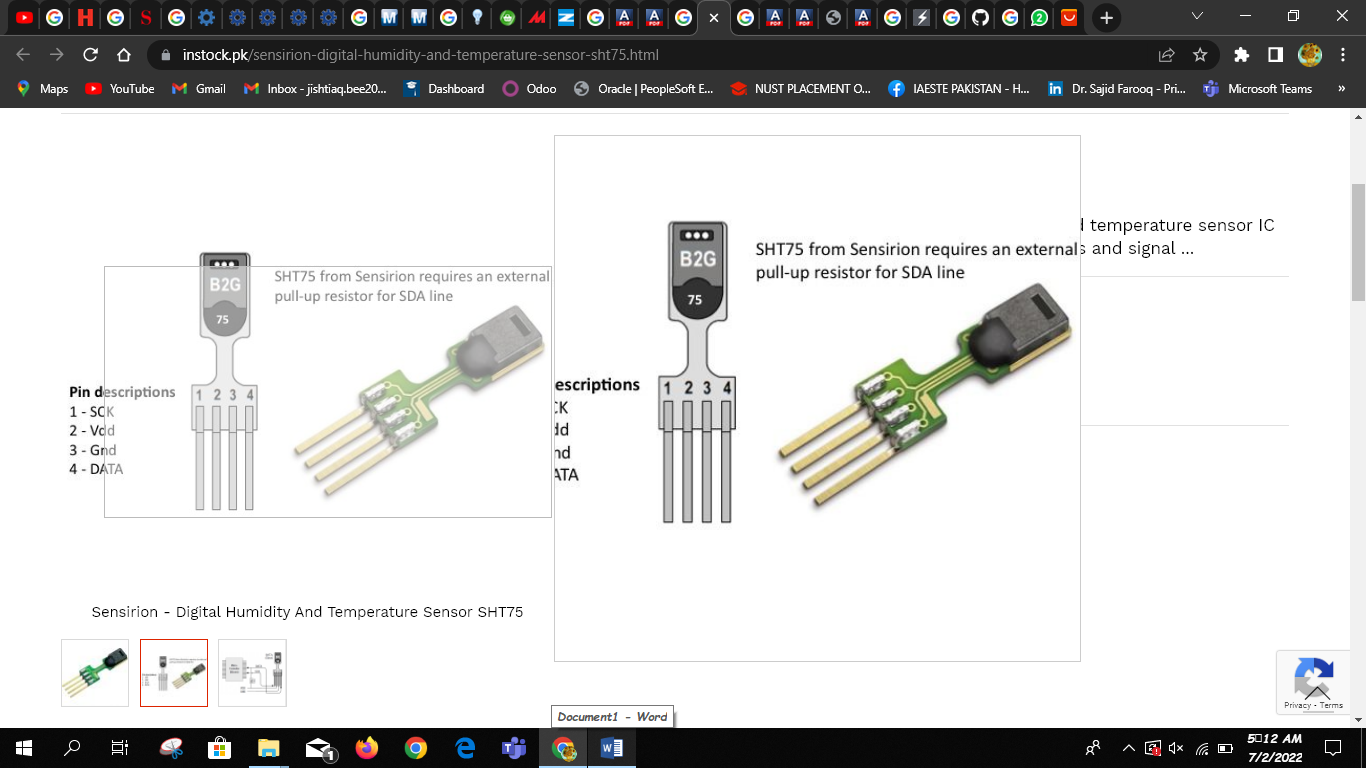 instock.pk/sensirion-digital-humidity-and-temperature-sensor-sht75.html
Maps
YouTube
Gmail
Inbox - jishtiaq.bee20...
Dashboard
Odoo
Oracle | PeopleSoft E...
NUST PLACEMENT O...
IAESTE PAKISTAN - H...
Dr. Sajid Farooq - Pri...
Microsoft Teams
»
d temperature sensor IC
s and signal ...
B2G
75
SHT75 from Sensirion requires an external
pull-up resistor for SDA line
Pin descriptions
1 - SCK
2 - Vdd
3 - Gnd
4 - DATA
1 2 3 4
B2G
75
SHT75 from Sensirion requires an external
pull-up resistor for SDA line
escriptions
CK
dd
nd
ATA
1 2 3 4
Sensirion - Digital Humidity And Temperature Sensor SHT75
Privacy - Terms
Document1 - Word
1
5:12 AM
7/2/2022